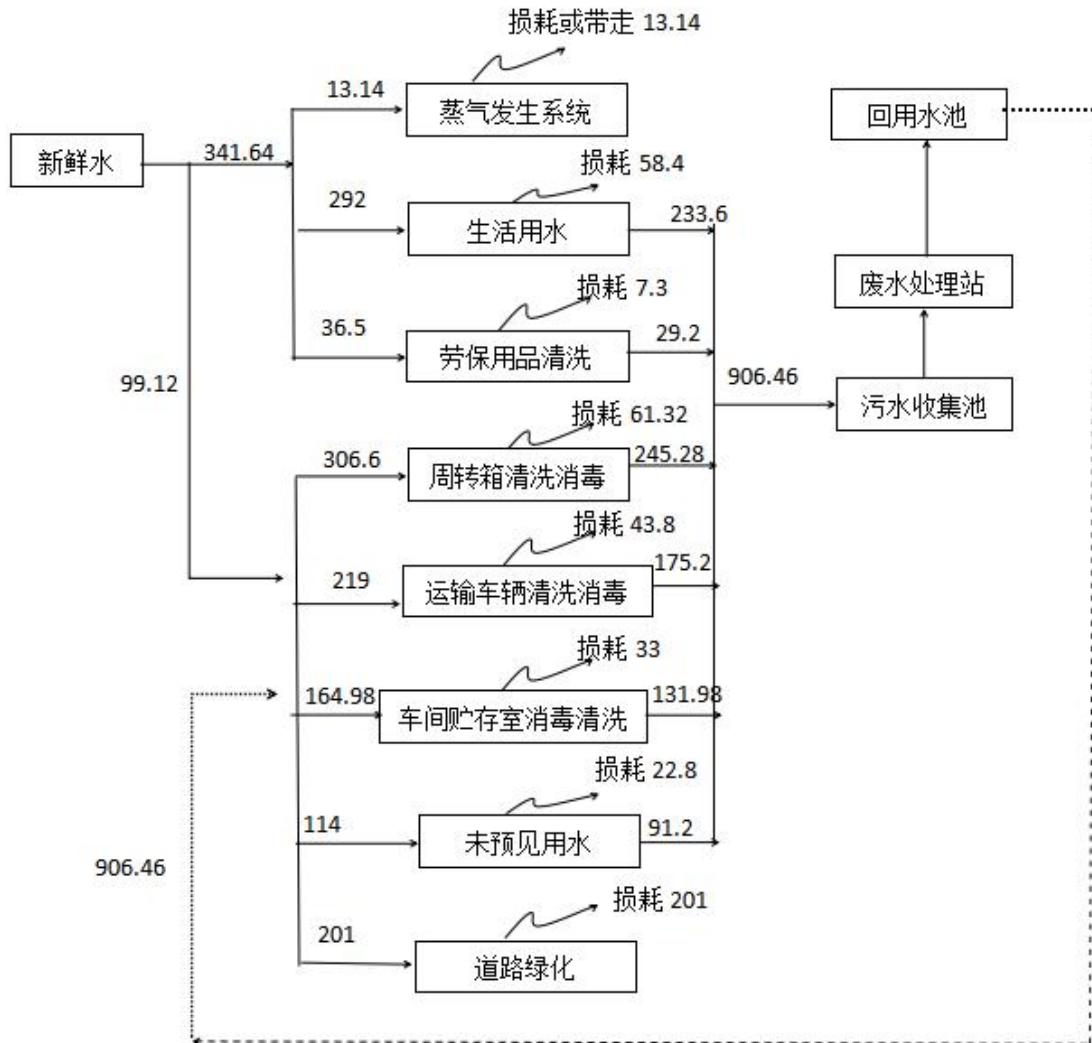 损耗或带走 13.14
13.14
蒸气发生系统
回用水池
新鲜水
341.64
损耗 58.4
292
生活用水
233.6
废水处理站
损耗 7.3
36.5
劳保用品清洗
29.2
99.12
906.46
污水收集池
损耗 61.32
306.6
周转箱清洗消毒
245.28
损耗 43.8
219
运输车辆清洗消毒
175.2
损耗 33
164.98
车间贮存室消毒清洗
131.98
损耗 22.8
114
未预见用水
91.2
906.46
损耗 201
201
道路绿化